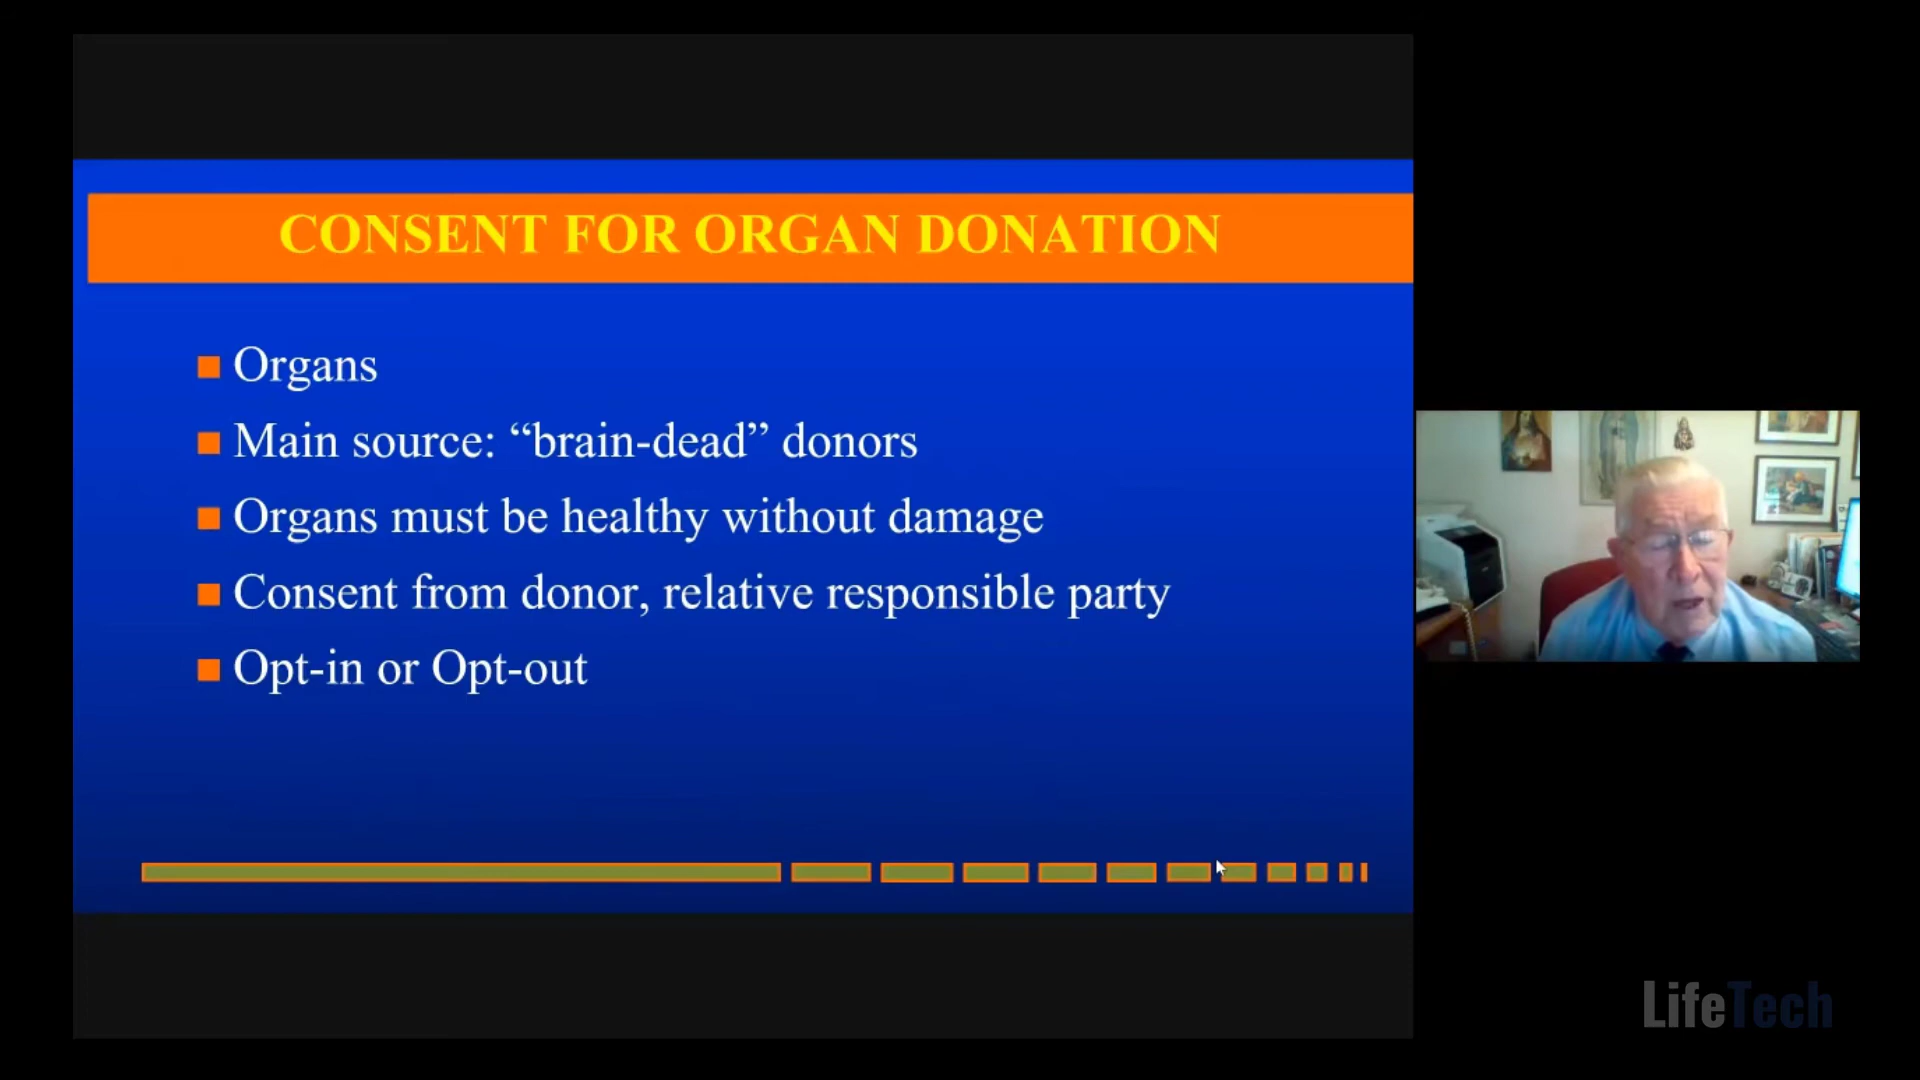 CONSENT FOR ORGAN DONATION
Organs
Main source: “brain-dead” donors
Organs must be healthy without damage
Consent from donor, relative responsible party
Opt-in or Opt-out
LifeTech